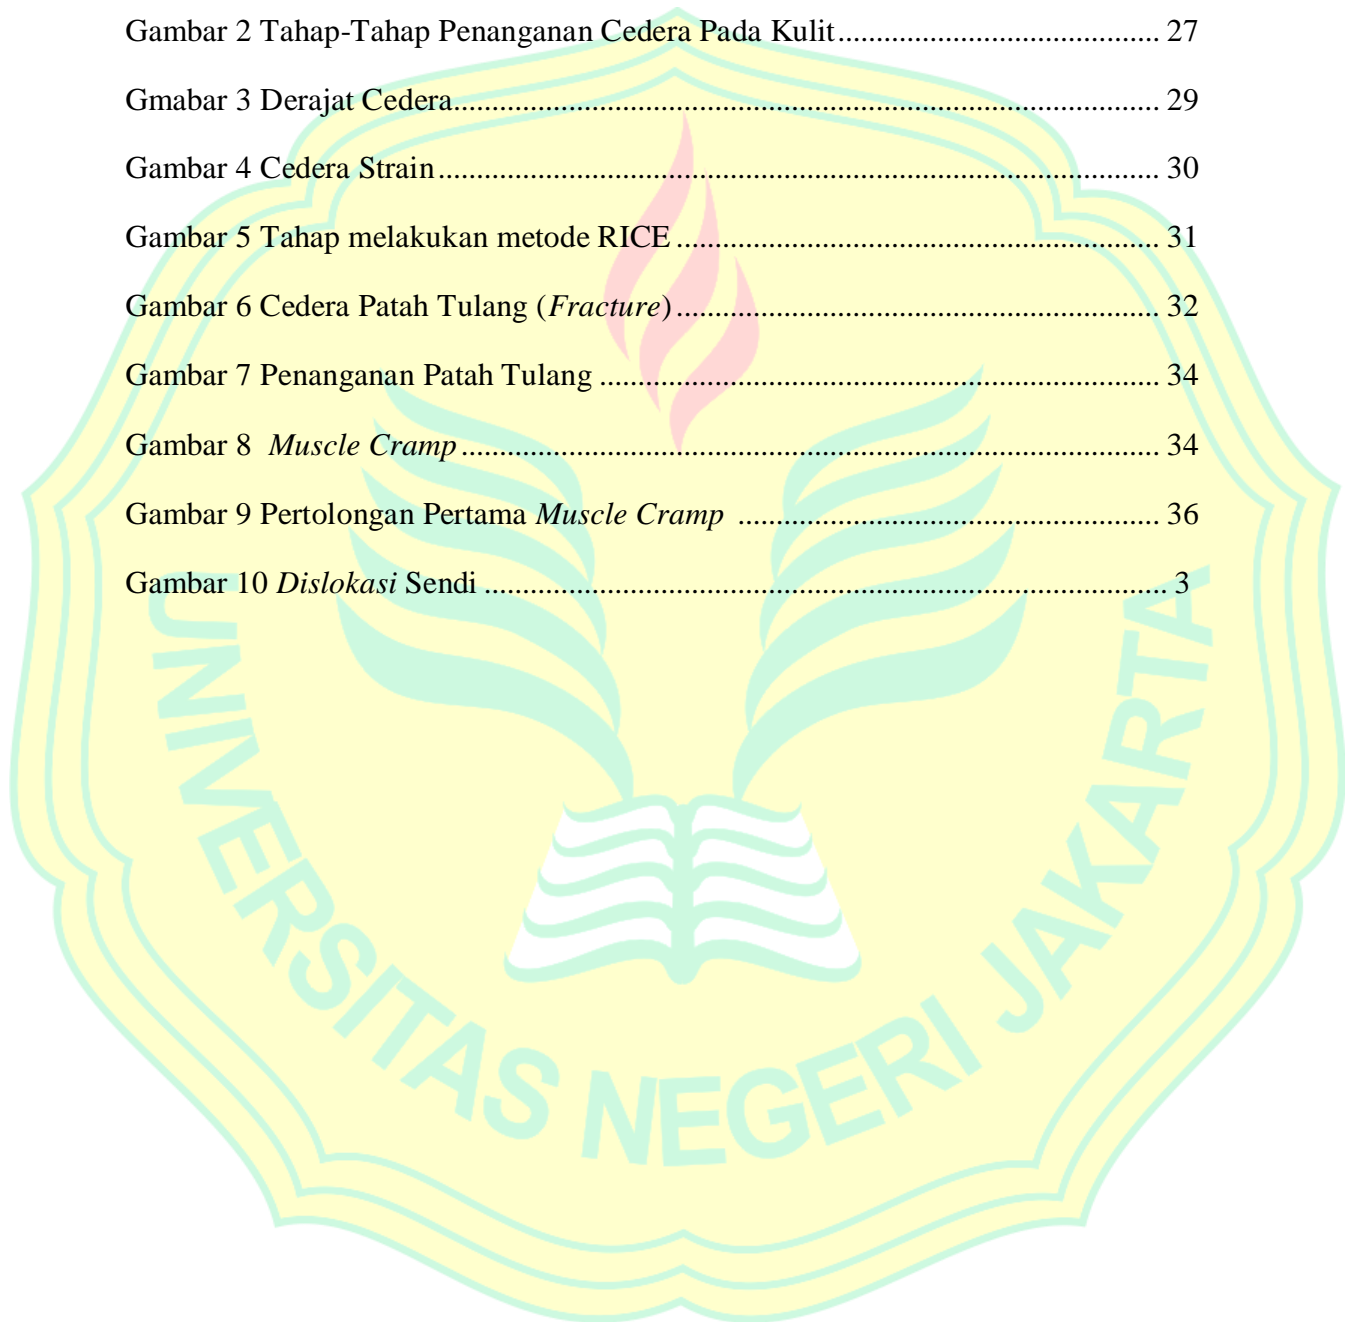 Gambar 2 Tahap-Tahap Penanganan Cedera Pada Kulit.......................................... 27
Gmabar 3 Derajat Cedera............................................................................................ 29
Gambar 4 Cedera Strain.............................................................................................. 30
Gambar 5 Tahap melakukan metode RICE............................................................... 31
Gambar 6 Cedera Patah Tulang (Fracture)............................................................... 32
Gambar 7 Penanganan Patah Tulang ......................................................................... 34
Gambar 8  Muscle Cramp........................................................................................... 34
Gambar 9 Pertolongan Pertama Muscle Cramp ....................................................... 36
Gambar 10 Dislokasi Sendi ......................................................................................... 3
UNIVERSITAS NEGERI JAKARTA